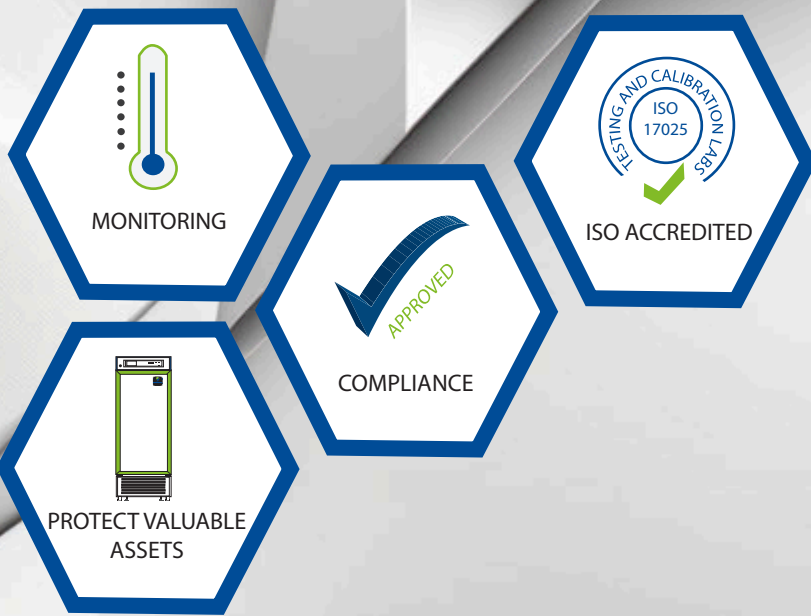 MONITORING
TESTING AND CALIBRATION LABS
ISO
17025
ISO ACCREDITED
APPROVED
COMPLIANCE
PROTECT VALUABLE
ASSETS